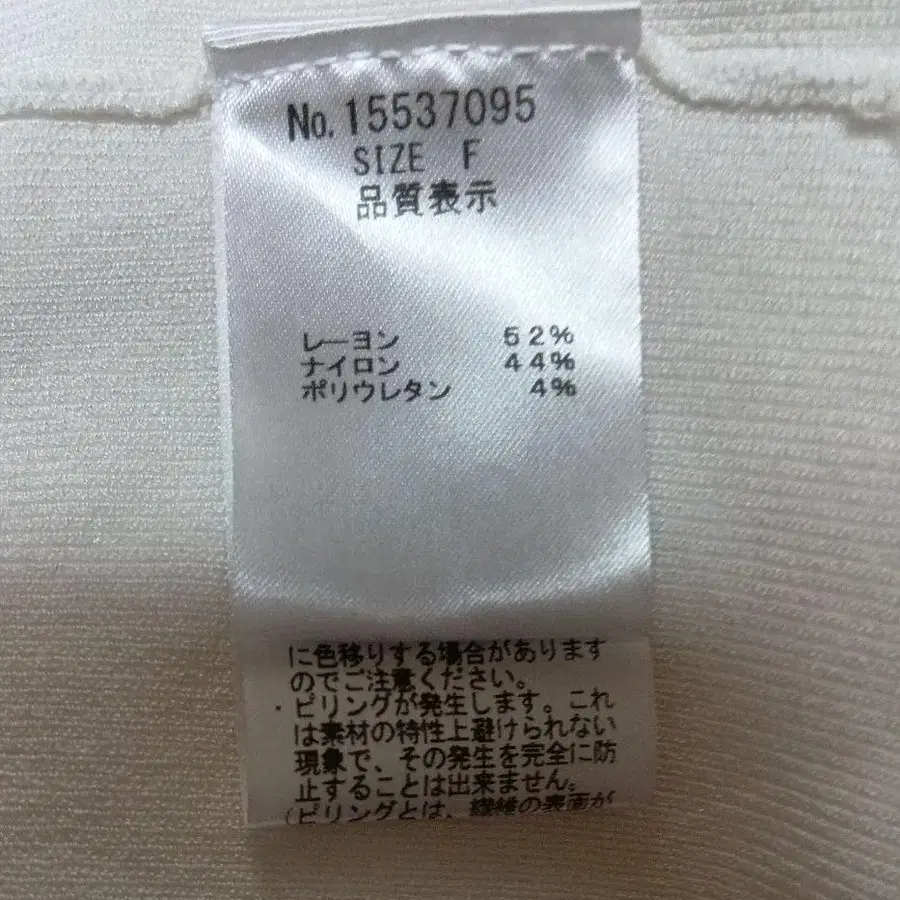 No.15537095
SIZE F
品質表示
レーヨン 52%
ナイロン 44%
ポリウレタン 4%
に色移りする場合があります
のでご注意ください。
・ピリングが発生します。これ
は素材の特性上避けられない
現象で、その発生を完全に防
止することは出来ません。
(ピリングとは、繊維の表面が